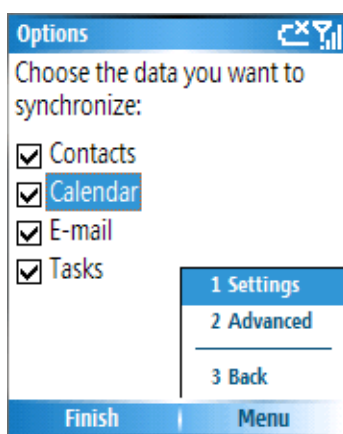 Options
Choose the data you want to
synchronize:
Contacts
Calendar
E-mail
Tasks
1 Settings
2 Advanced
3 Back
Finish
Menu